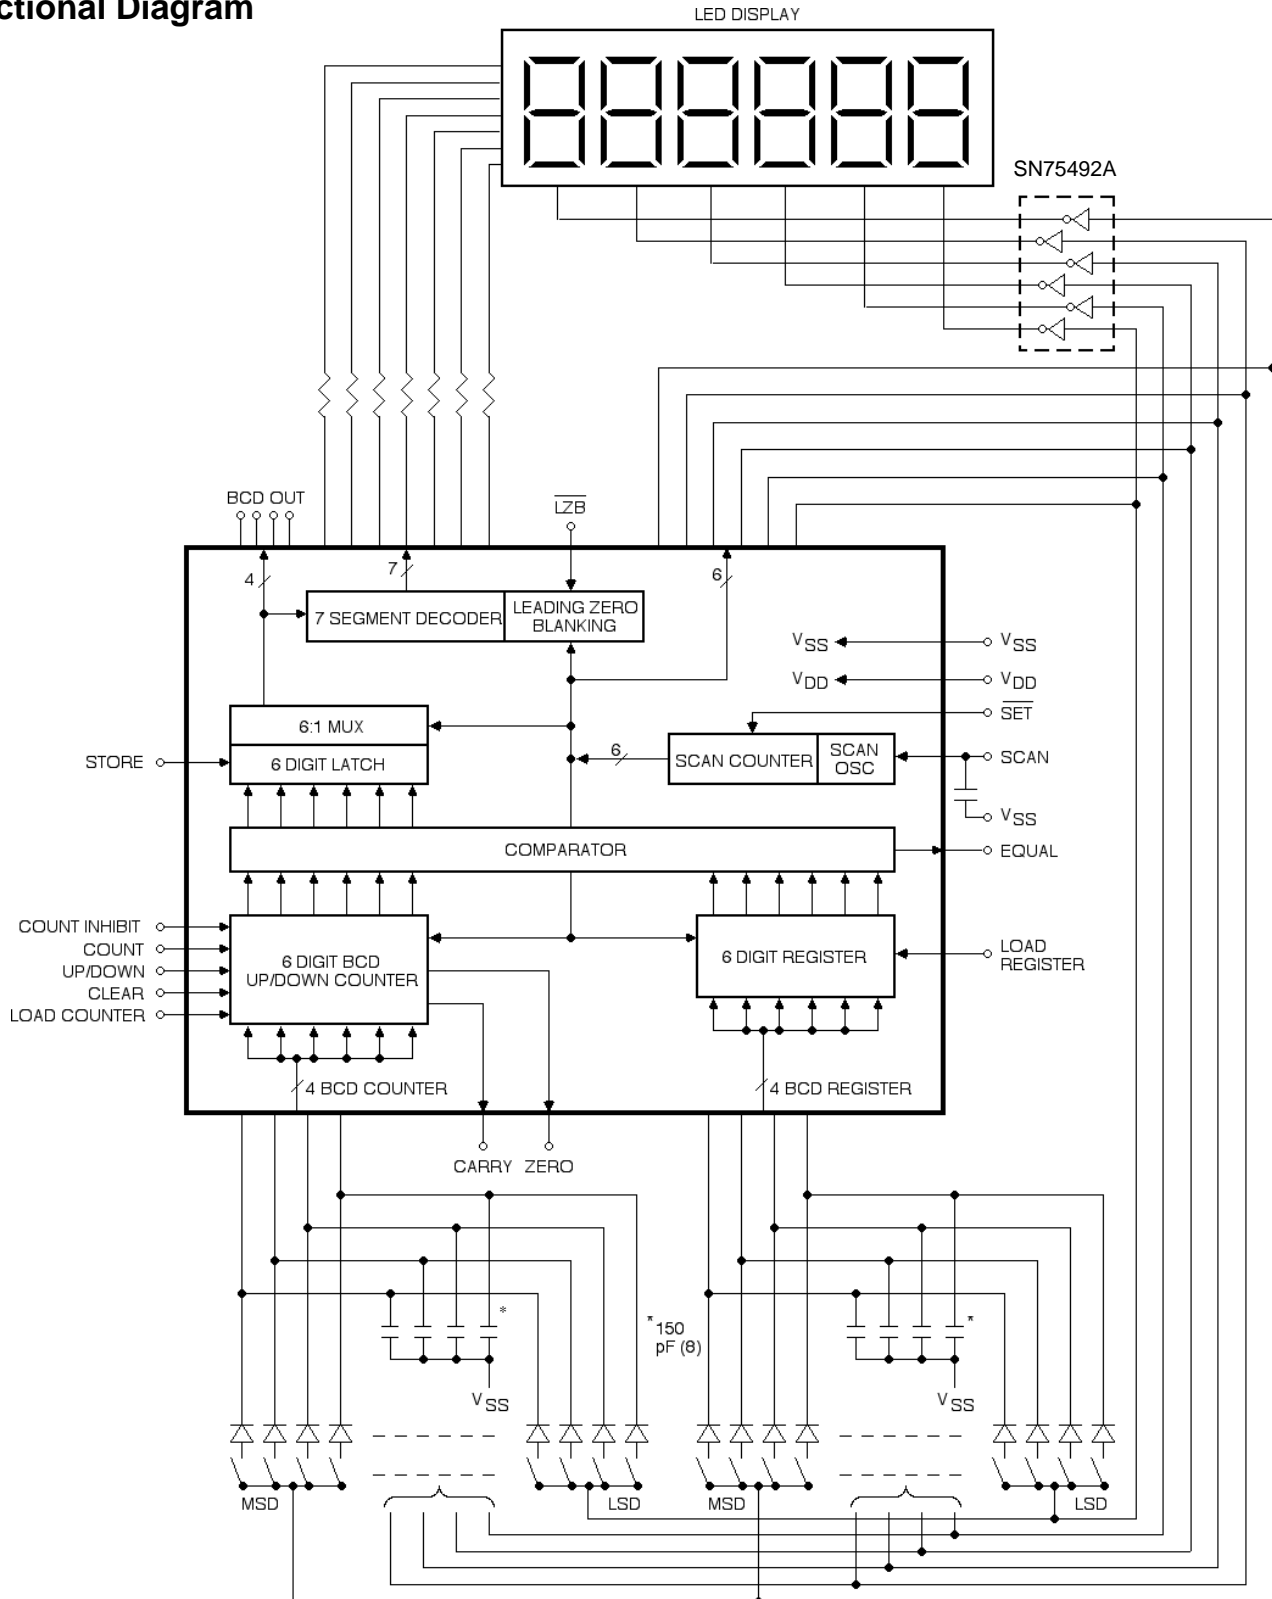 ctional Diagram
LED DISPLAY
SN75492A
BCD OUT
LZB
4
7
6
7 SEGMENT DECODER
LEADING ZERO
BLANKING
VSS
VSS
VDD
VDD
SET
6:1 MUX
STORE
6 DIGIT LATCH
6
SCAN COUNTER
SCAN
OSC
SCAN
VSS
COMPARATOR
EQUAL
COUNT INHIBIT
COUNT
UP/DOWN
CLEAR
LOAD COUNTER
6 DIGIT BCD
UP/DOWN COUNTER
6 DIGIT REGISTER
LOAD
REGISTER
4 BCD COUNTER
4 BCD REGISTER
CARRY
ZERO
*
*150
pF (8)
*
VSS
VSS
MSD
LSD
MSD
LSD